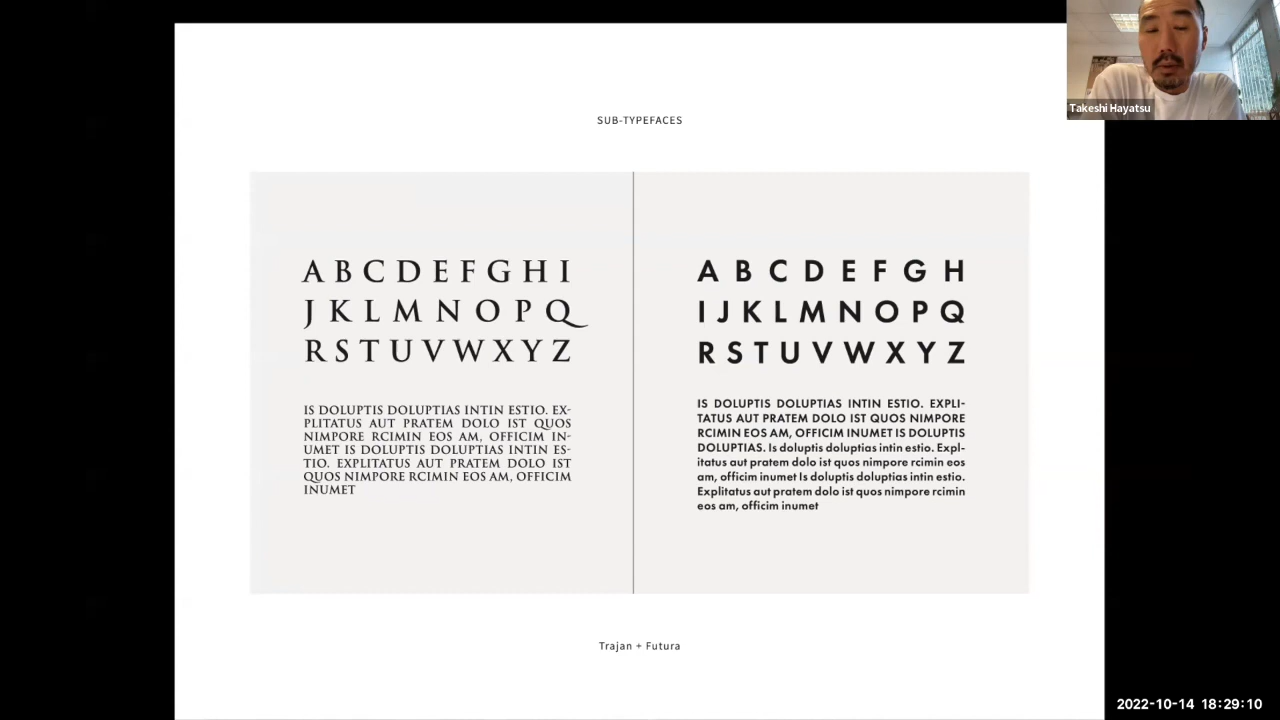 Takeshi Hayatsu
SUB-TYPEFACES
A B C D E F G H I
J K L M N O P Q
R S T U V W X Y Z
IS DOLUPTIS DOLUPTIAS INTIN ESTIO. EX-
PLITATUS AUT PRATEM DOLO IST QUOS
NIMPORE RCIMIN EOS AM, OFFICIM IN-
UMET IS DOLUPTIS DOLUPTIAS INTIN ES-
TIO. EXPLITATUS AUT PRATEM DOLO IST
QUOS NIMPORE RCIMIN EOS AM, OFFICIM
INUMET
A B C D E F G H
I J K L M N O P Q
R S T U V W X Y Z
IS DOLUPTIS DOLUPTIAS INTIN ESTIO. EXPLI-
TATUS AUT PRATEM DOLO IST QUOS NIMPORE
RCIMIN EOS AM, OFFICIM INUMET IS DOLUPTIS
DOLUPTIAS. Is doluptis doluptias intin estio. Expl-
itatus aut pratem dolo ist quos nimpore rcimin eos
am, officim inumet Is doluptis doluptias intin estio.
Explitatus aut pratem dolo ist quos nimpore rcimin
eos am, officim inumet
Trajan + Futura
2022-10-14 18:29:10